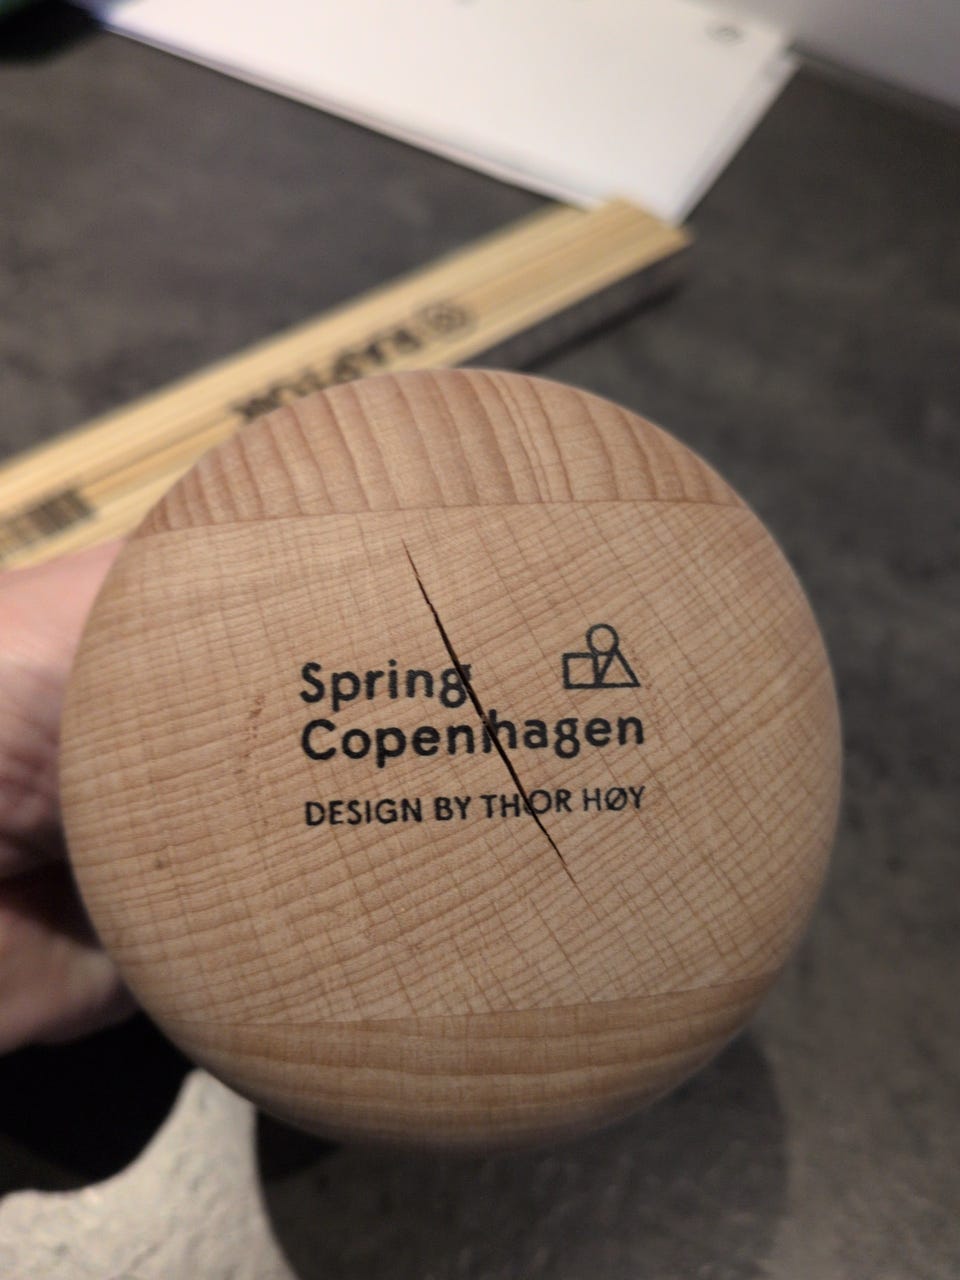 Spring
Copenhagen
DESIGN BY THOR HØY